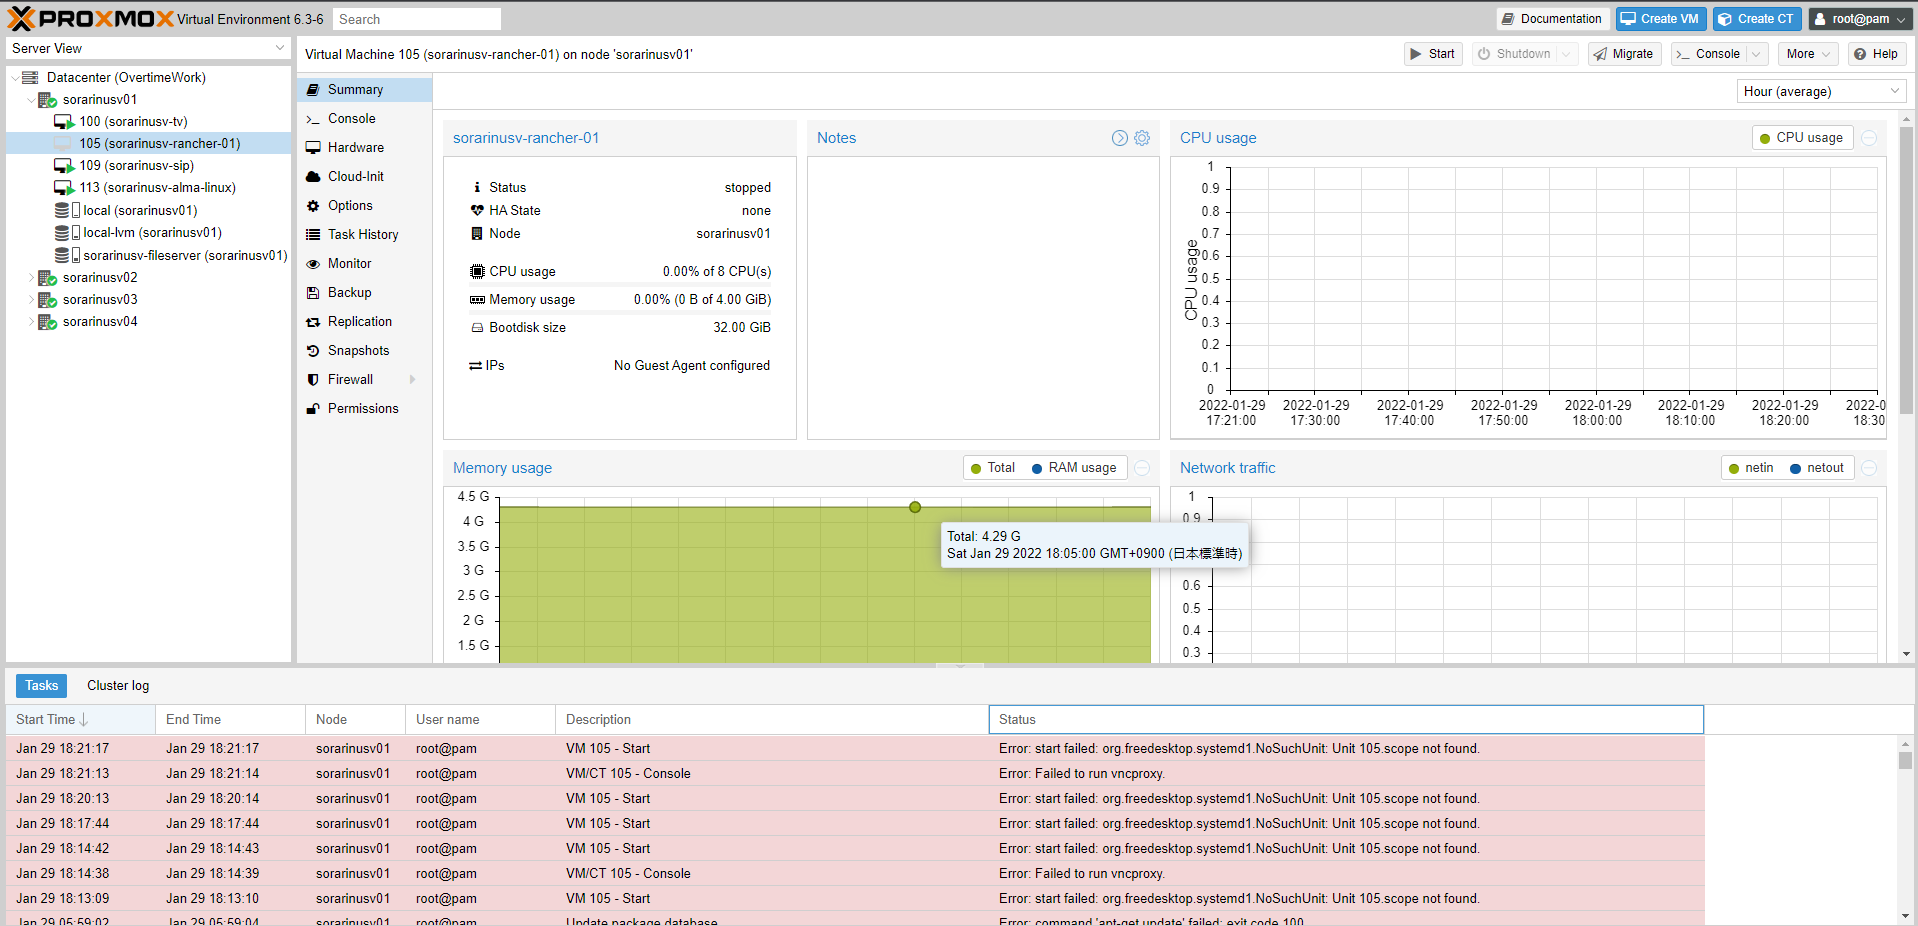 PROXMOX Virtual Environment 6.3-6 Search Documentation Create VM Create CT root@pam
Server View
Datacenter (OvertimeWork)
sorarinusv01
100 (sorarinusv-tv)
105 (sorarinusv-rancher-01)
109 (sorarinusv-sip)
113 (sorarinusv-alma-linux)
local (sorarinusv01)
local-lvm (sorarinusv01)
sorarinusv-fileserver (sorarinusv01)
sorarinusv02
sorarinusv03
sorarinusv04
Virtual Machine 105 (sorarinusv-rancher-01) on node 'sorarinusv01' Start Shutdown Migrate Console More Help
Summary
Console
Hardware
Cloud-Init
Options
Task History
Monitor
Backup
Replication
Snapshots
Firewall
Permissions
Hour (average)
sorarinusv-rancher-01
Status stopped
HA State none
Node sorarinusv01
CPU usage 0.00% of 8 CPU(s)
Memory usage 0.00% (0 B of 4.00 GiB)
Bootdisk size 32.00 GiB
IPs No Guest Agent configured
Notes
CPU usage CPU usage
1
0.9
0.8
0.7
0.6
0.5
0.4
0.3
0.2
0.1
0
CPU usage
2022-01-29 2022-01-29 2022-01-29 2022-01-29 2022-01-29 2022-01-29 2022-01-29 2022-0
17:21:00 17:30:00 17:40:00 17:50:00 18:00:00 18:10:00 18:20:00 18:30
Memory usage Total RAM usage
4.5 G
4 G
3.5 G
3 G
2.5 G
2 G
1.5 G
Total: 4.29 G
Sat Jan 29 2022 18:05:00 GMT+0900 (日本標準時)
Network traffic netin netout
1
0.9
0.6
0.5
0.4
0.3
Tasks Cluster log
Start Time End Time Node User name Description Status
Jan 29 18:21:17 Jan 29 18:21:17 sorarinusv01 root@pam VM 105 - Start Error: start failed: org.freedesktop.systemd1.NoSuchUnit: Unit 105.scope not found.
Jan 29 18:21:13 Jan 29 18:21:14 sorarinusv01 root@pam VM/CT 105 - Console Error: Failed to run vncproxy.
Jan 29 18:20:13 Jan 29 18:20:14 sorarinusv01 root@pam VM 105 - Start Error: start failed: org.freedesktop.systemd1.NoSuchUnit: Unit 105.scope not found.
Jan 29 18:17:44 Jan 29 18:17:44 sorarinusv01 root@pam VM 105 - Start Error: start failed: org.freedesktop.systemd1.NoSuchUnit: Unit 105.scope not found.
Jan 29 18:14:42 Jan 29 18:14:43 sorarinusv01 root@pam VM 105 - Start Error: start failed: org.freedesktop.systemd1.NoSuchUnit: Unit 105.scope not found.
Jan 29 18:14:38 Jan 29 18:14:39 sorarinusv01 root@pam VM/CT 105 - Console Error: Failed to run vncproxy.
Jan 29 18:13:09 Jan 29 18:13:10 sorarinusv01 root@pam VM 105 - Start Error: start failed: org.freedesktop.systemd1.NoSuchUnit: Unit 105.scope not found.
Jan 29 05:59:02 Jan 29 05:59:04 sorarinusv01 root@pam Update package database Error: command 'apt-get update' failed: exit code 100